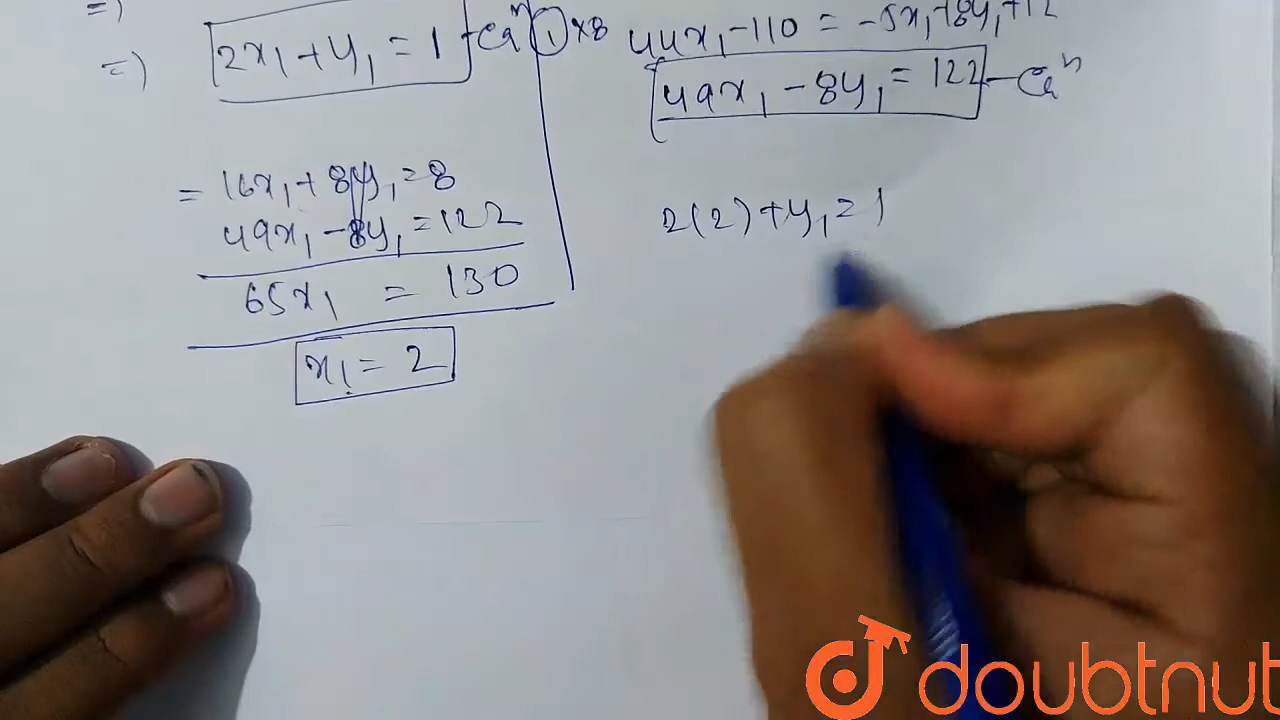 =)
=) 2x₁ + y₁ = 1 - Eqⁿ ① × 8
= 16x₁ + 8y₁ = 8
49x₁ - 8y₁ = 122
65x₁ = 130
x₁ = 2
44x₁ - 110 = -5x₁ + 8y₁ + 12
49x₁ - 8y₁ = 122 - Eqⁿ
2(2) + y₁ = 1
doubtnut